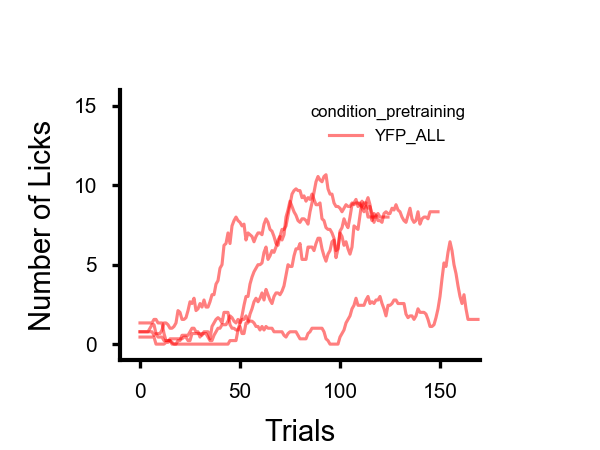 Number of Licks
15
10
5
0
condition_pretraining
YFP_ALL
0 50 100 150
Trials